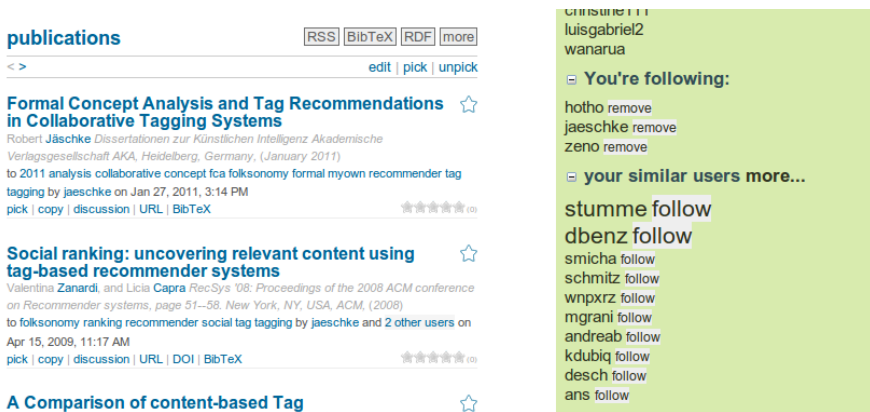 publications
RSS BibTeX RDF more
< >
edit | pick | unpick
Formal Concept Analysis and Tag Recommendations
in Collaborative Tagging Systems
Robert Jäschke Dissertationen zur Künstlichen Intelligenz Akademische
Verlagsgesellschaft AKA, Heidelberg, Germany, (January 2011)
to 2011 analysis collaborative concept fca folksonomy formal myown recommender tag
tagging by jaeschke on Jan 27, 2011, 3:14 PM
pick | copy | discussion | URL | BibTeX
(0)
Social ranking: uncovering relevant content using
tag-based recommender systems
Valentina Zanardi, and Licia Capra RecSys '08: Proceedings of the 2008 ACM conference
on Recommender systems, page 51--58. New York, NY, USA, ACM, (2008)
to folksonomy ranking recommender social tag tagging by jaeschke and 2 other users on
Apr 15, 2009, 11:17 AM
pick | copy | discussion | URL | DOI | BibTeX
(0)
A Comparison of content-based Tag
christine111
luisgabriel2
wanarua
You're following:
hotho remove
jaeschke remove
zeno remove
your similar users more...
stumme follow
dbenz follow
smicha follow
schmitz follow
wnpxrz follow
mgrani follow
andreab follow
kdubiq follow
desch follow
ans follow